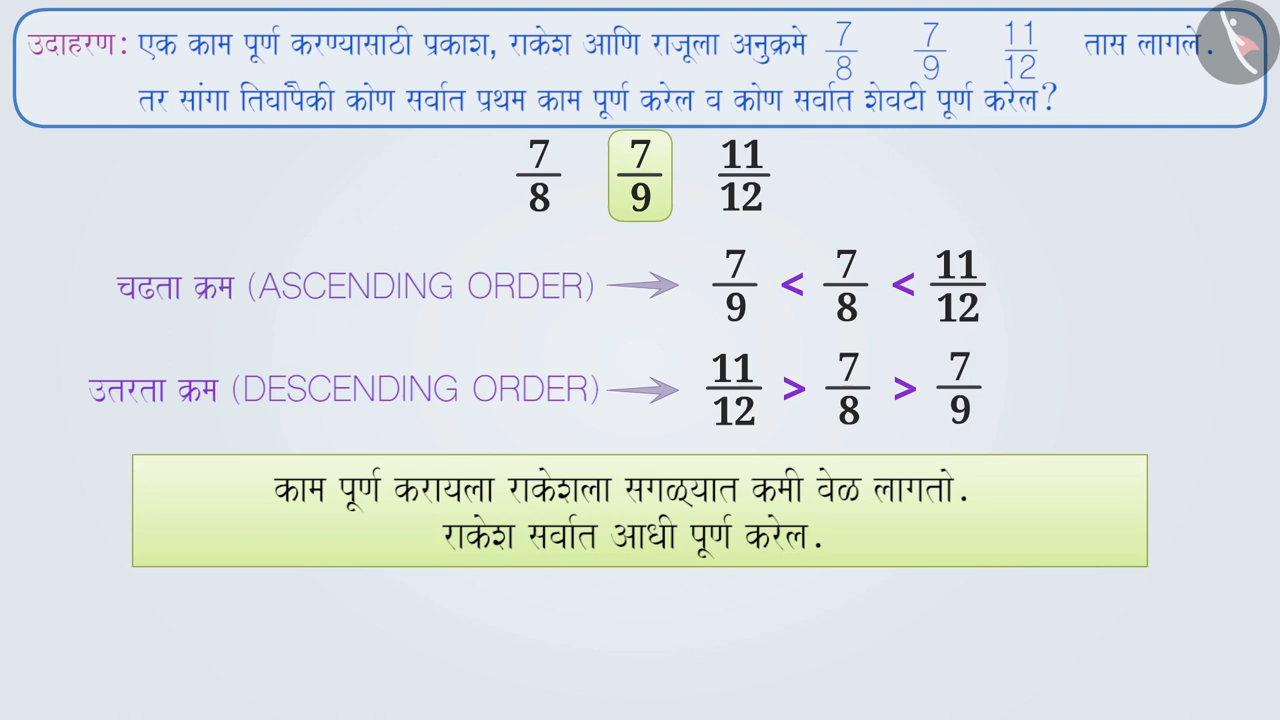 उदाहरण: एक काम पूर्ण करण्यासाठी प्रकाश, राकेश आणि राजूला अनुक्रमे 7/8 7/9 11/12 तास लागले.
तर सांगा तिघांपैकी कोण सर्वात प्रथम काम पूर्ण करेल व कोण सर्वात शेवटी पूर्ण करेल?
7/8 7/9 11/12
चढता क्रम (ASCENDING ORDER) → 7/9 < 7/8 < 11/12
उतरता क्रम (DESCENDING ORDER) → 11/12 > 7/8 > 7/9
काम पूर्ण करायला राकेशला सगळ्यात कमी वेळ लागतो.
राकेश सर्वात आधी पूर्ण करेल.